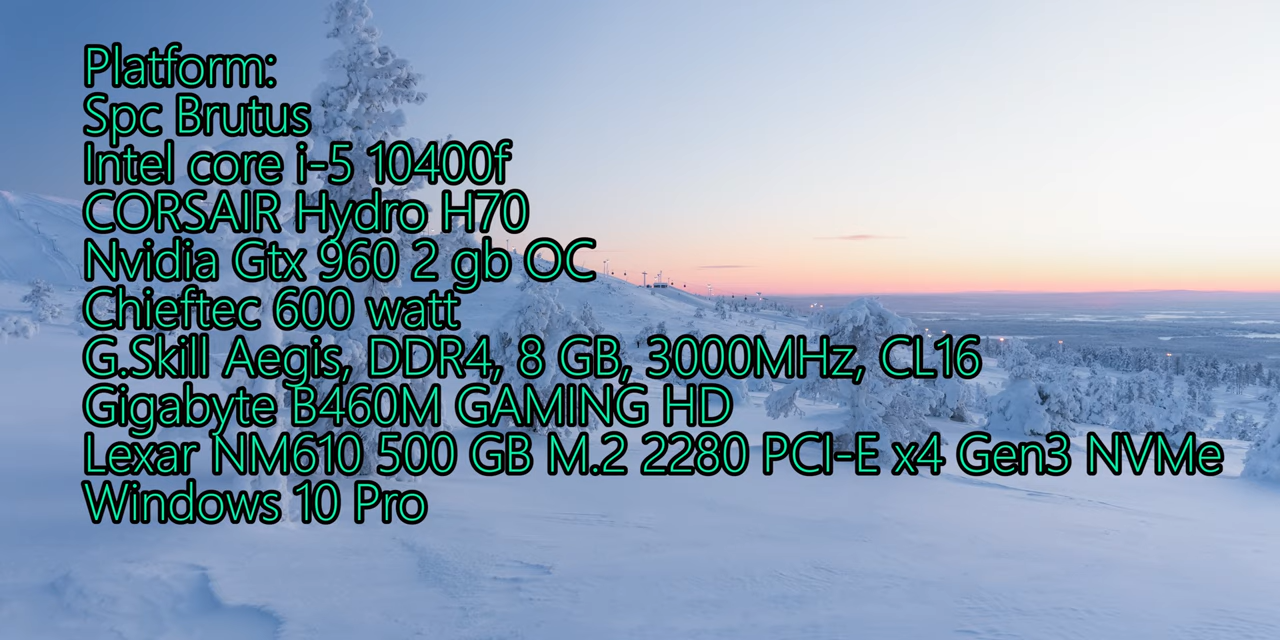 Platform:
Spc Brutus
Intel core i-5 10400f
CORSAIR Hydro H70
Nvidia Gtx 960 2 gb OC
Chieftec 600 watt
G.Skill Aegis, DDR4, 8 GB, 3000MHz, CL16
Gigabyte B460M GAMING HD
Lexar NM610 500 GB M.2 2280 PCI-E x4 Gen3 NVMe
Windows 10 Pro